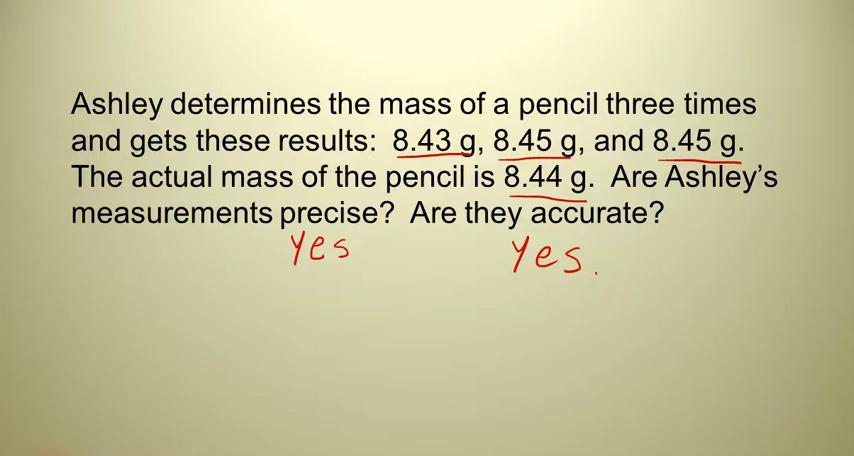 Ashley determines the mass of a pencil three times
and gets these results:  8.43 g, 8.45 g, and 8.45 g.
The actual mass of the pencil is 8.44 g.  Are Ashley’s
measurements precise?  Are they accurate?
yes yes.